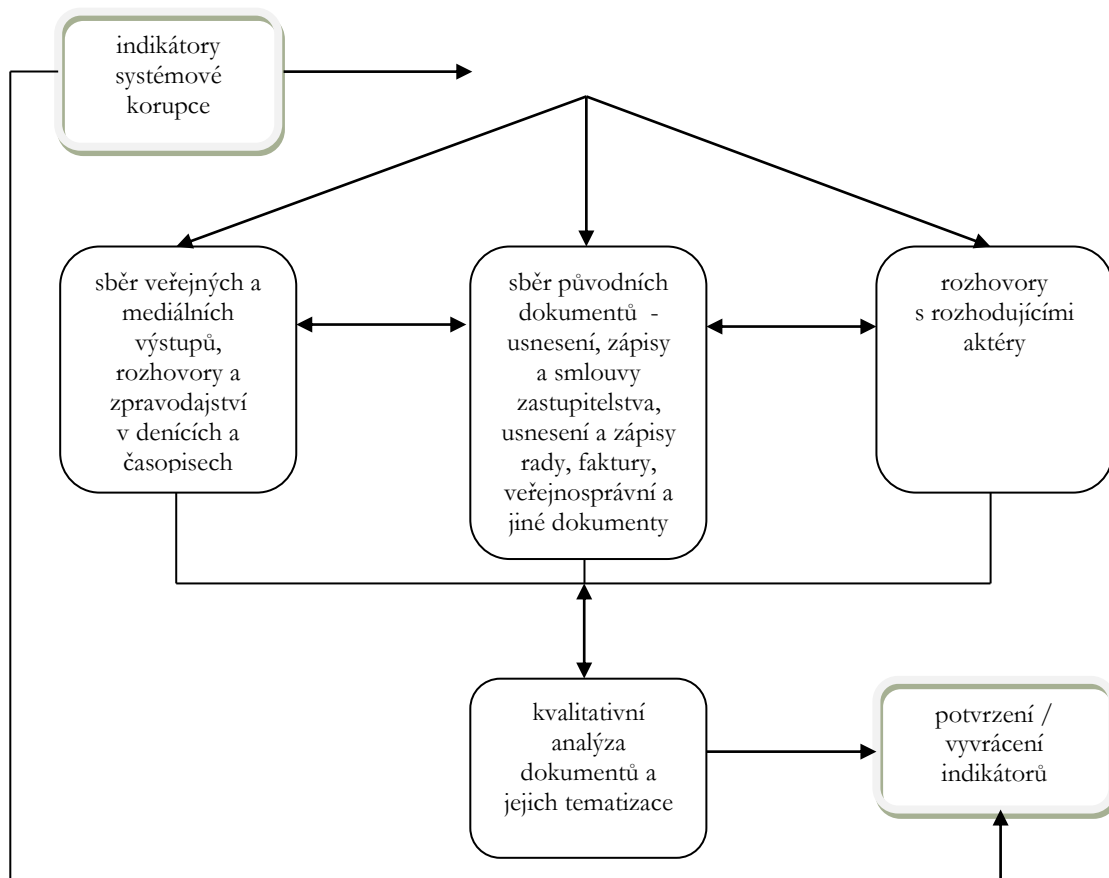 indikátory
systémové
korupce
sběr veřejných a
mediálních
výstupů,
rozhovory a
zpravodajství
v denících a
časopisech
sběr původních
dokumentů -
usnesení, zápisy
a smlouvy
zastupitelstva,
usnesení a zápisy
rady, faktury,
veřejnosprávní a
jiné dokumenty
rozhovory
s rozhodujícími
aktéry
kvalitativní
analýza
dokumentů a
jejich tematizace
potvrzení /
vyvrácení
indikátorů